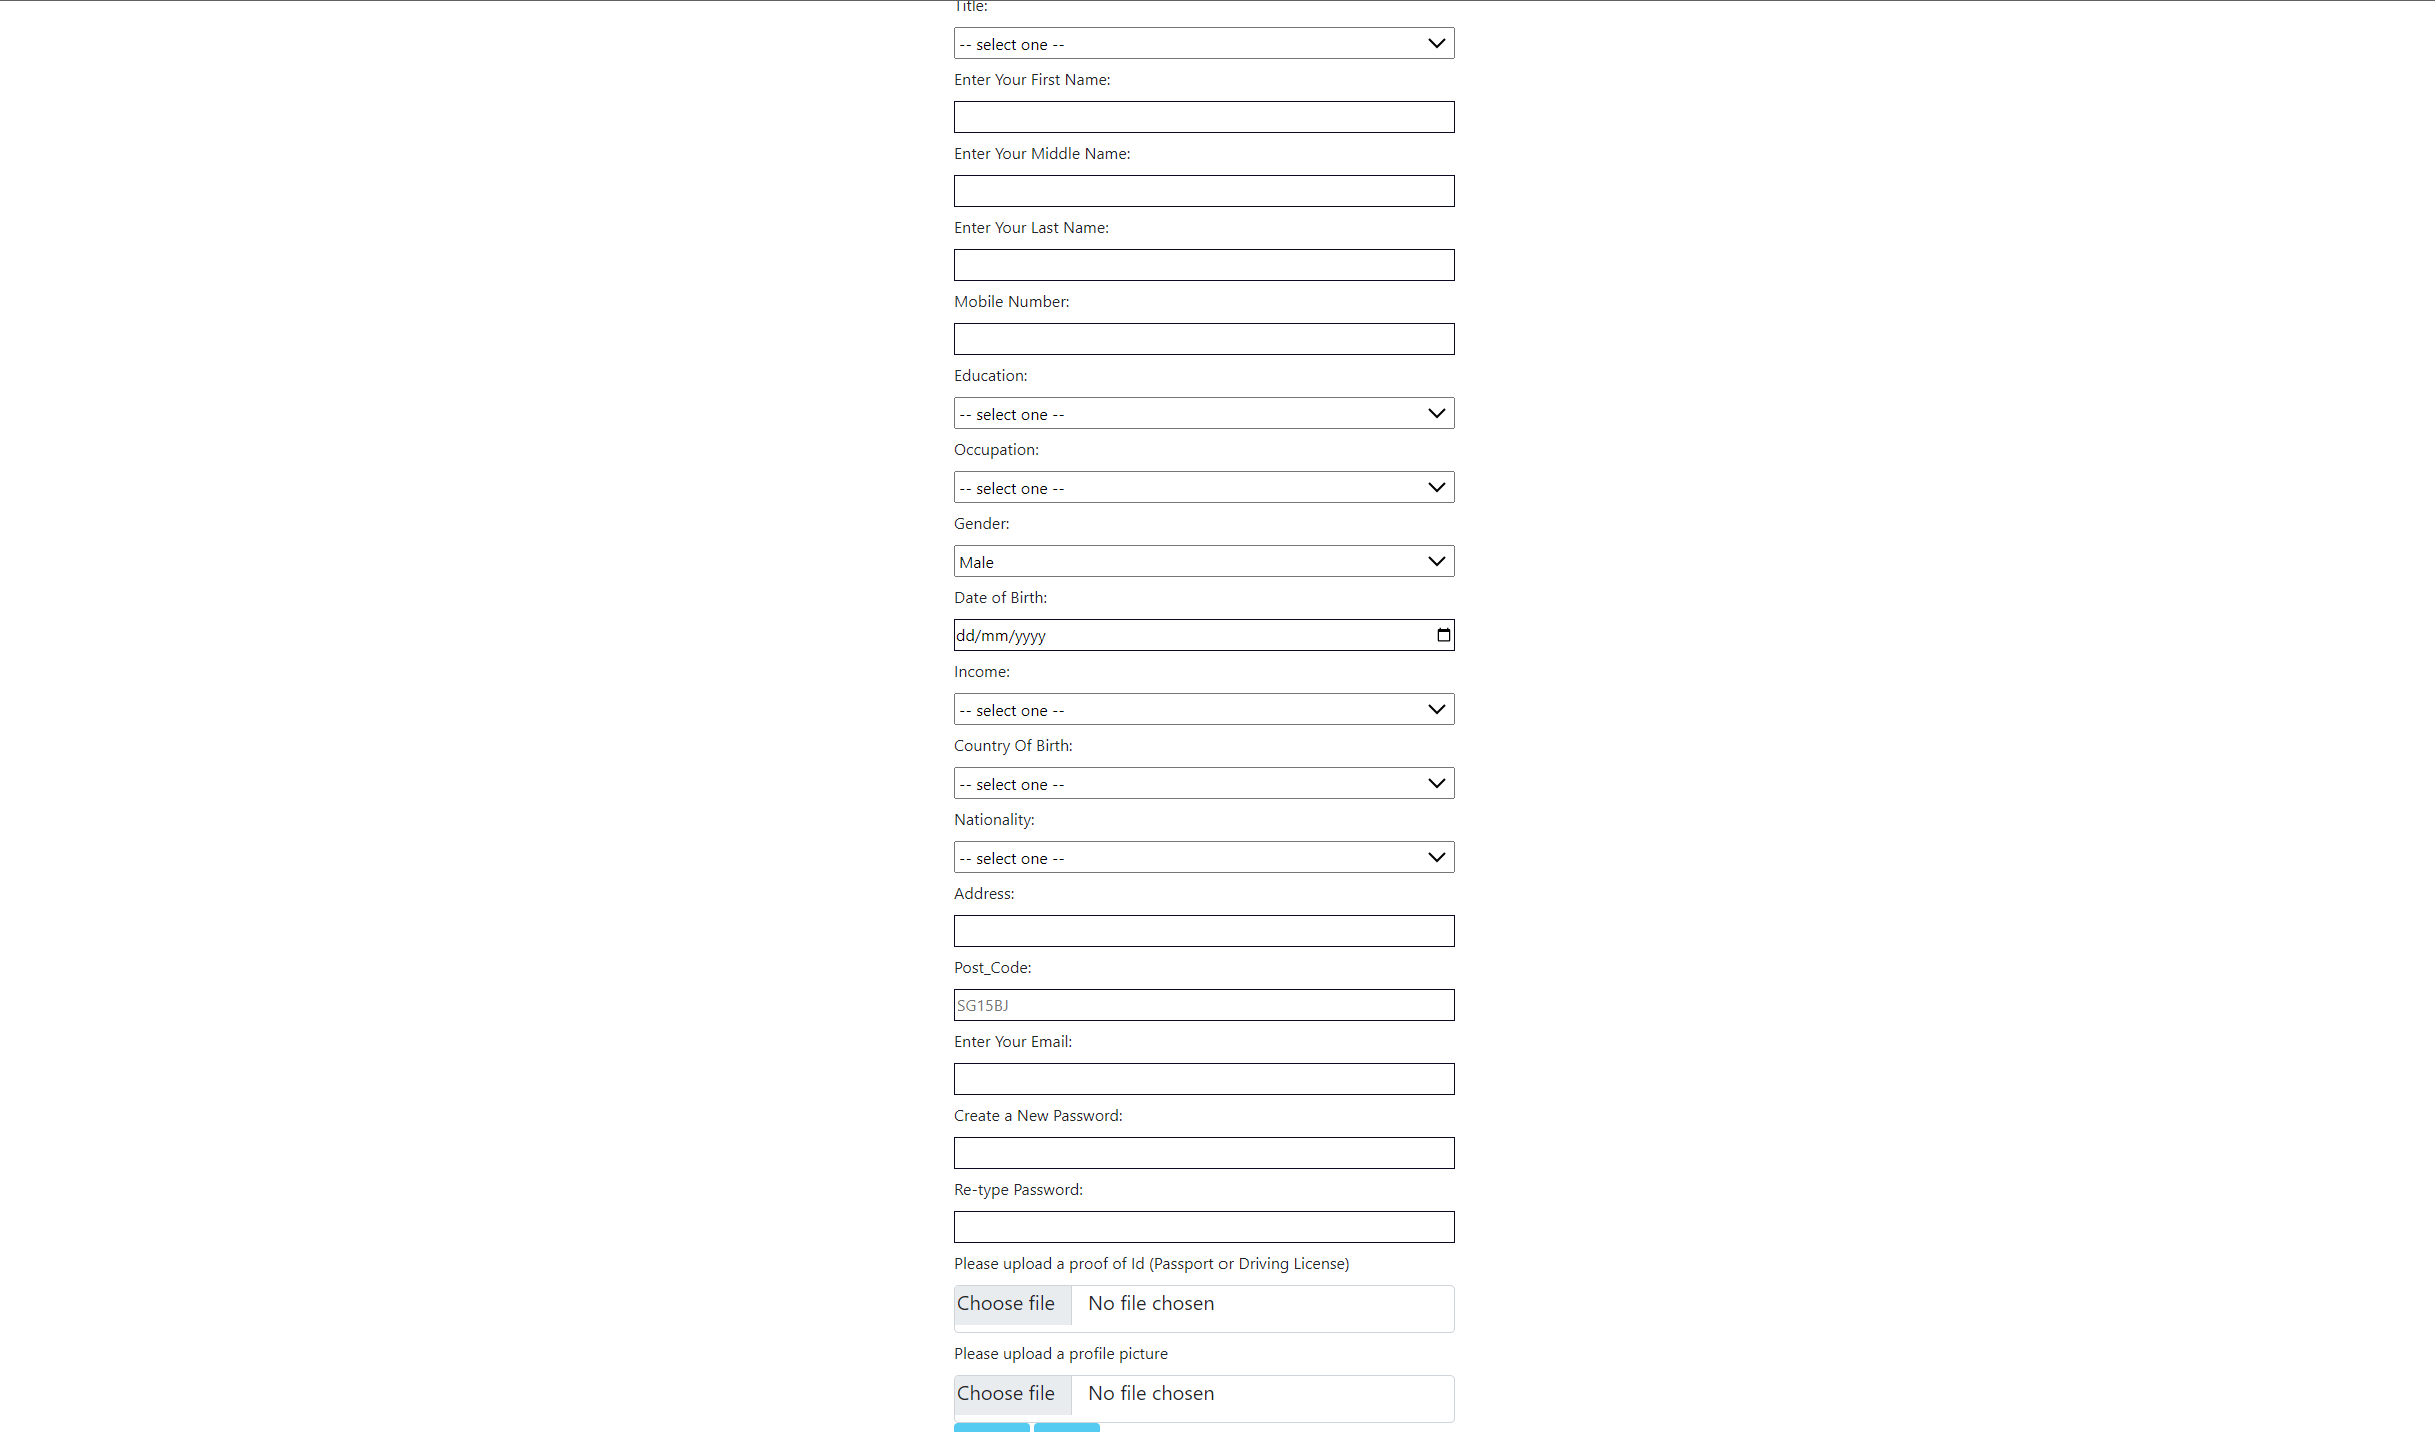 Title:
-- select one --
Enter Your First Name:
Enter Your Middle Name:
Enter Your Last Name:
Mobile Number:
Education:
-- select one --
Occupation:
-- select one --
Gender:
Male
Date of Birth:
dd/mm/yyyy
Income:
-- select one --
Country Of Birth:
-- select one --
Nationality:
-- select one --
Address:
Post_Code:
SG15BJ
Enter Your Email:
Create a New Password:
Re-type Password:
Please upload a proof of Id (Passport or Driving License)
Choose file No file chosen
Please upload a profile picture
Choose file No file chosen